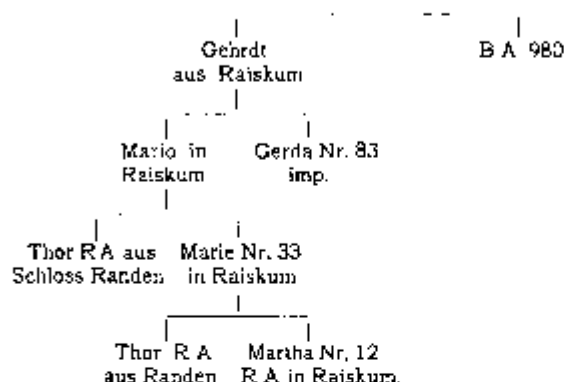 Gehrdt B A 980
aus Raiskum
Mario in Gerda Nr. 83
Raiskum imp.
Thor R A aus Marie Nr. 33
Schloss Randen in Raiskum
Thor R A Martha Nr. 12
aus Randen R A in Raiskum.